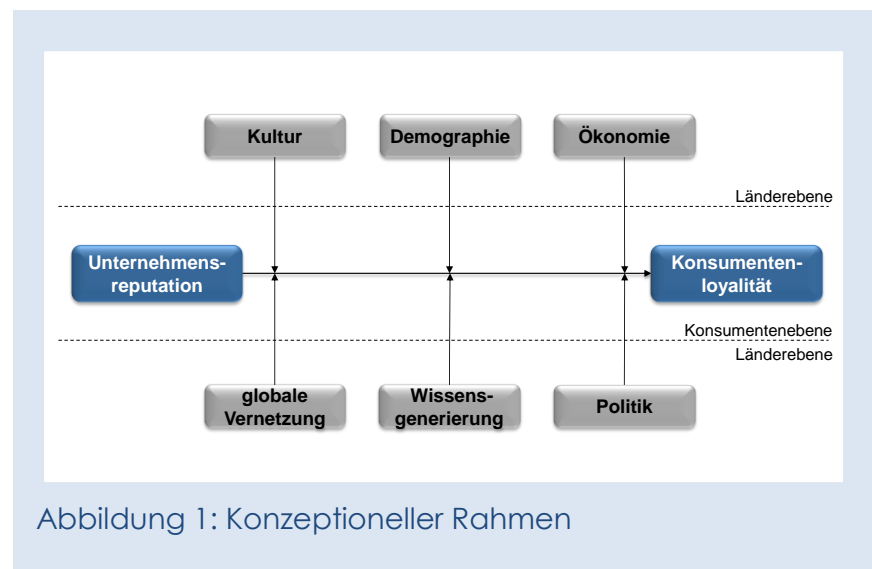 Kultur
Demographie
Ökonomie
Länderebene
Unternehmens-
reputation
Konsumenten-
loyalität
Konsumentenebene
Länderebene
globale
Vernetzung
Wissens-
generierung
Politik
Abbildung 1: Konzeptioneller Rahmen